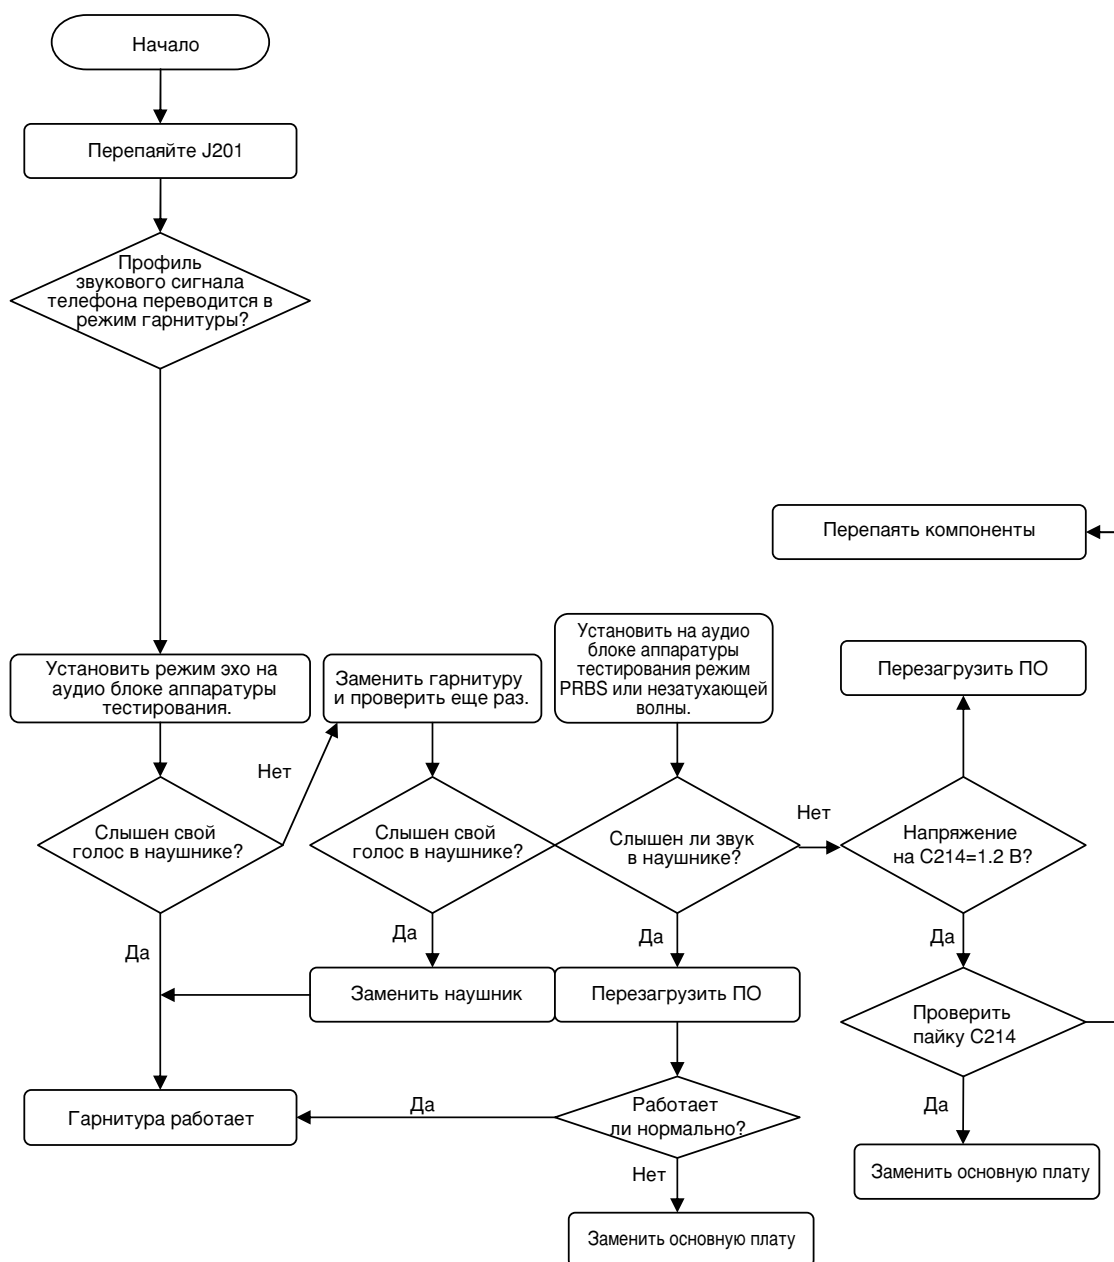 Начало
Перепаяйте J201
Профиль
звукового сигнала
телефона переводится в
режим гарнитуры?
Перепаять компоненты
Установить режим эхо на
аудио блоке аппаратуры
тестирования.
Заменить гарнитуру
и проверить еще раз.
Установить на аудио
блоке аппаратуры
тестирования режим
PRBS или незатухающей
волны.
Перезагрузить ПО
Нет
Слышен свой
голос в наушнике?
Слышен свой
голос в наушнике?
Слышен ли звук
в наушнике?
Нет
Напряжение
на C214=1.2 В?
Да
Да
Да
Да
Заменить наушник
Перезагрузить ПО
Проверить
пайку C214
Гарнитура работает
Да
Работает
ли нормально?
Да
Нет
Заменить основную плату
Заменить основную плату